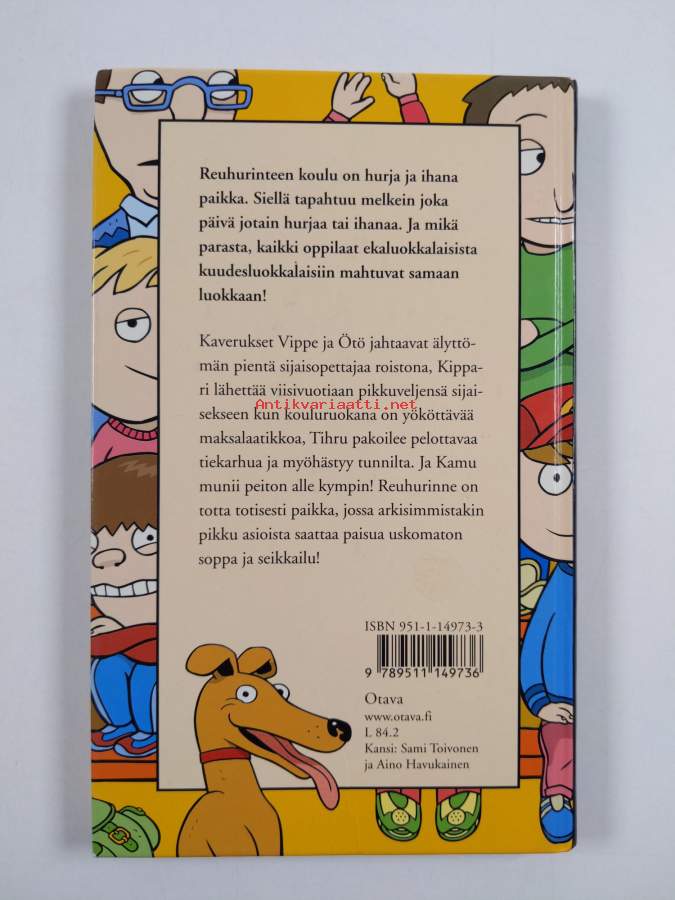 Reuhurinteen koulu on hurja ja ihana
paikka. Siellä tapahtuu melkein joka
päivä jotain hurjaa tai ihanaa. Ja mikä
parasta, kaikki oppilaat ekaluokkalaisista
kuudesluokkalaisiin mahtuvat samaan
luokkaan!
Kaverukset Vippe ja Ötö jahtaavat älyttö-
män pientä sijaisopettajaa roistona, Kippa-
ri lähettää viisivuotiaan pikkuveljensä sijai-
Antikvariaatti.net
sekseen kun kouluruokana on yököttävää
maksalaatikkoa, Tihru pakoilee pelottavaa
tiekarhua ja myöhästyy tunnilta. Ja Kamu
munii peiton alle kympin! Reuhurinne on
totta totisesti paikka, jossa arkisimmistakin
pikku asioista saattaa paisua uskomaton
soppa ja seikkailu!
ISBN 951-1-14973-3
9 789511 149736
Otava
www.otava.fi
L 84.2
Kansi: Sami Toivonen
ja Aino Havukainen